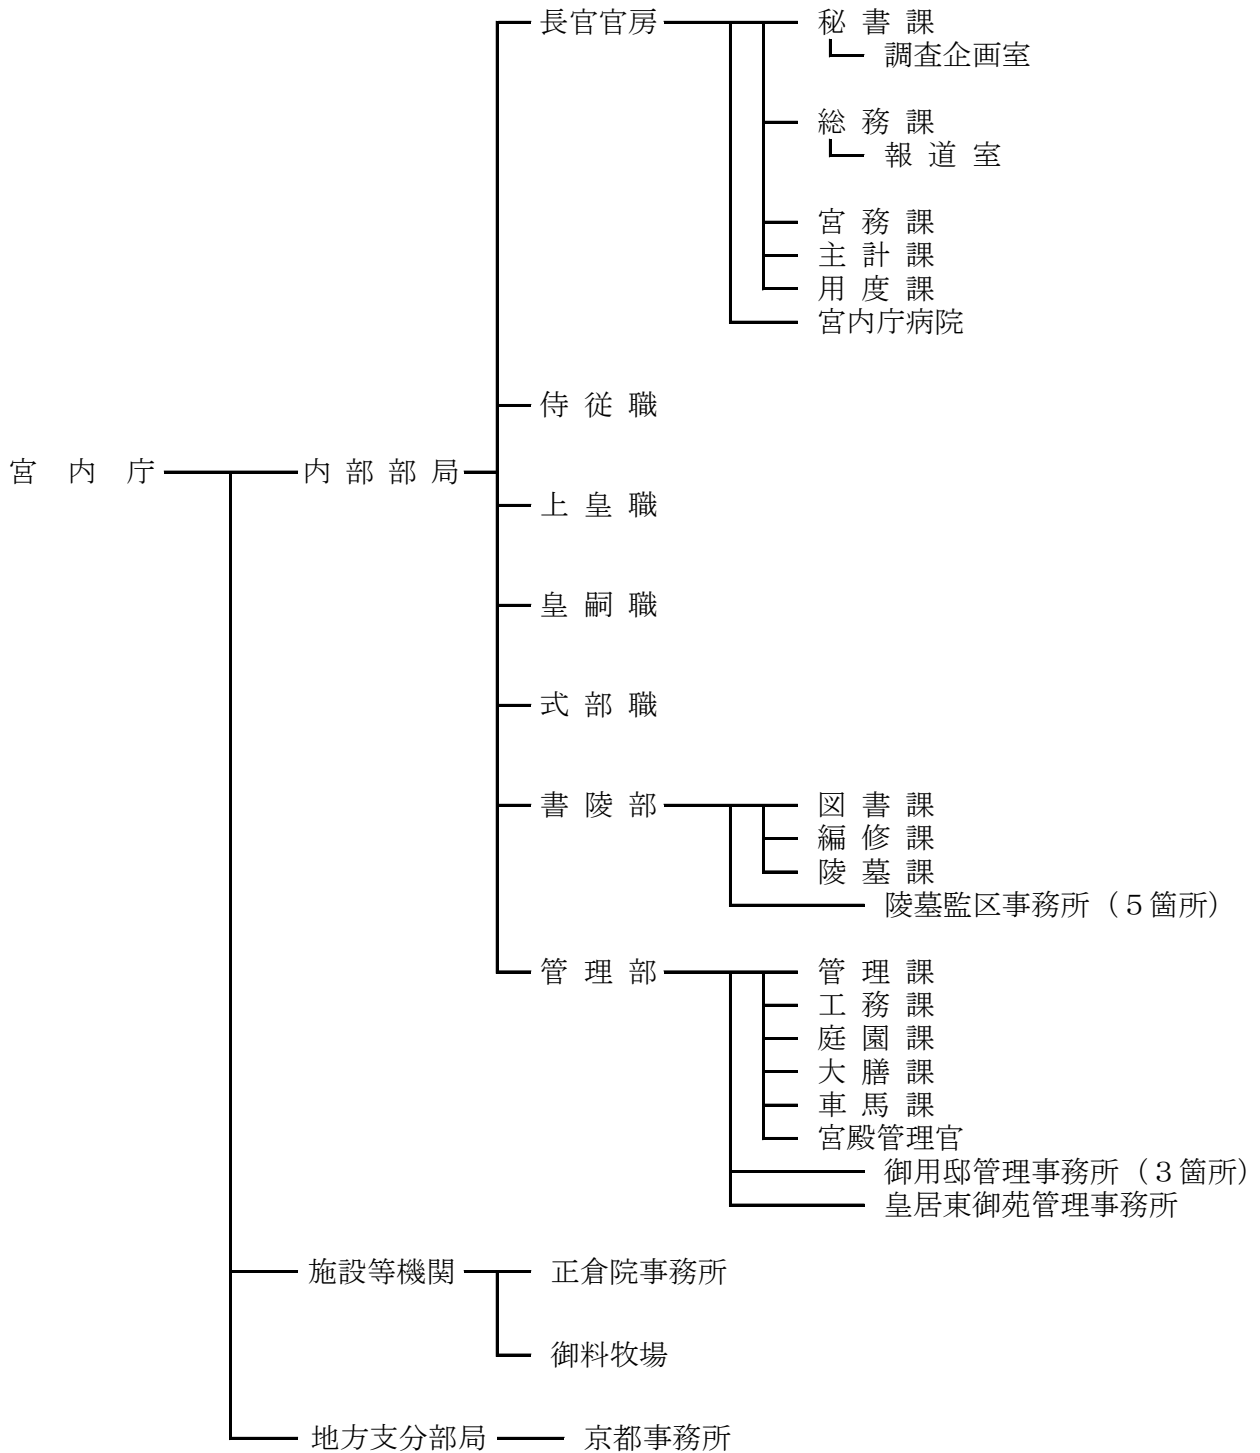 長官官房
秘書課
調査企画室
総務課
報道室
宮務課
主計課
用度課
宮内庁病院
侍従職
宮内庁
内部部局
上皇職
皇嗣職
式部職
書陵部
図書課
編修課
陵墓課
陵墓監区事務所(5箇所)
管理部
管理課
工務課
庭園課
大膳課
車馬課
宮殿管理官
御用邸管理事務所(3箇所)
皇居東御苑管理事務所
施設等機関
正倉院事務所
御料牧場
地方支分部局
京都事務所